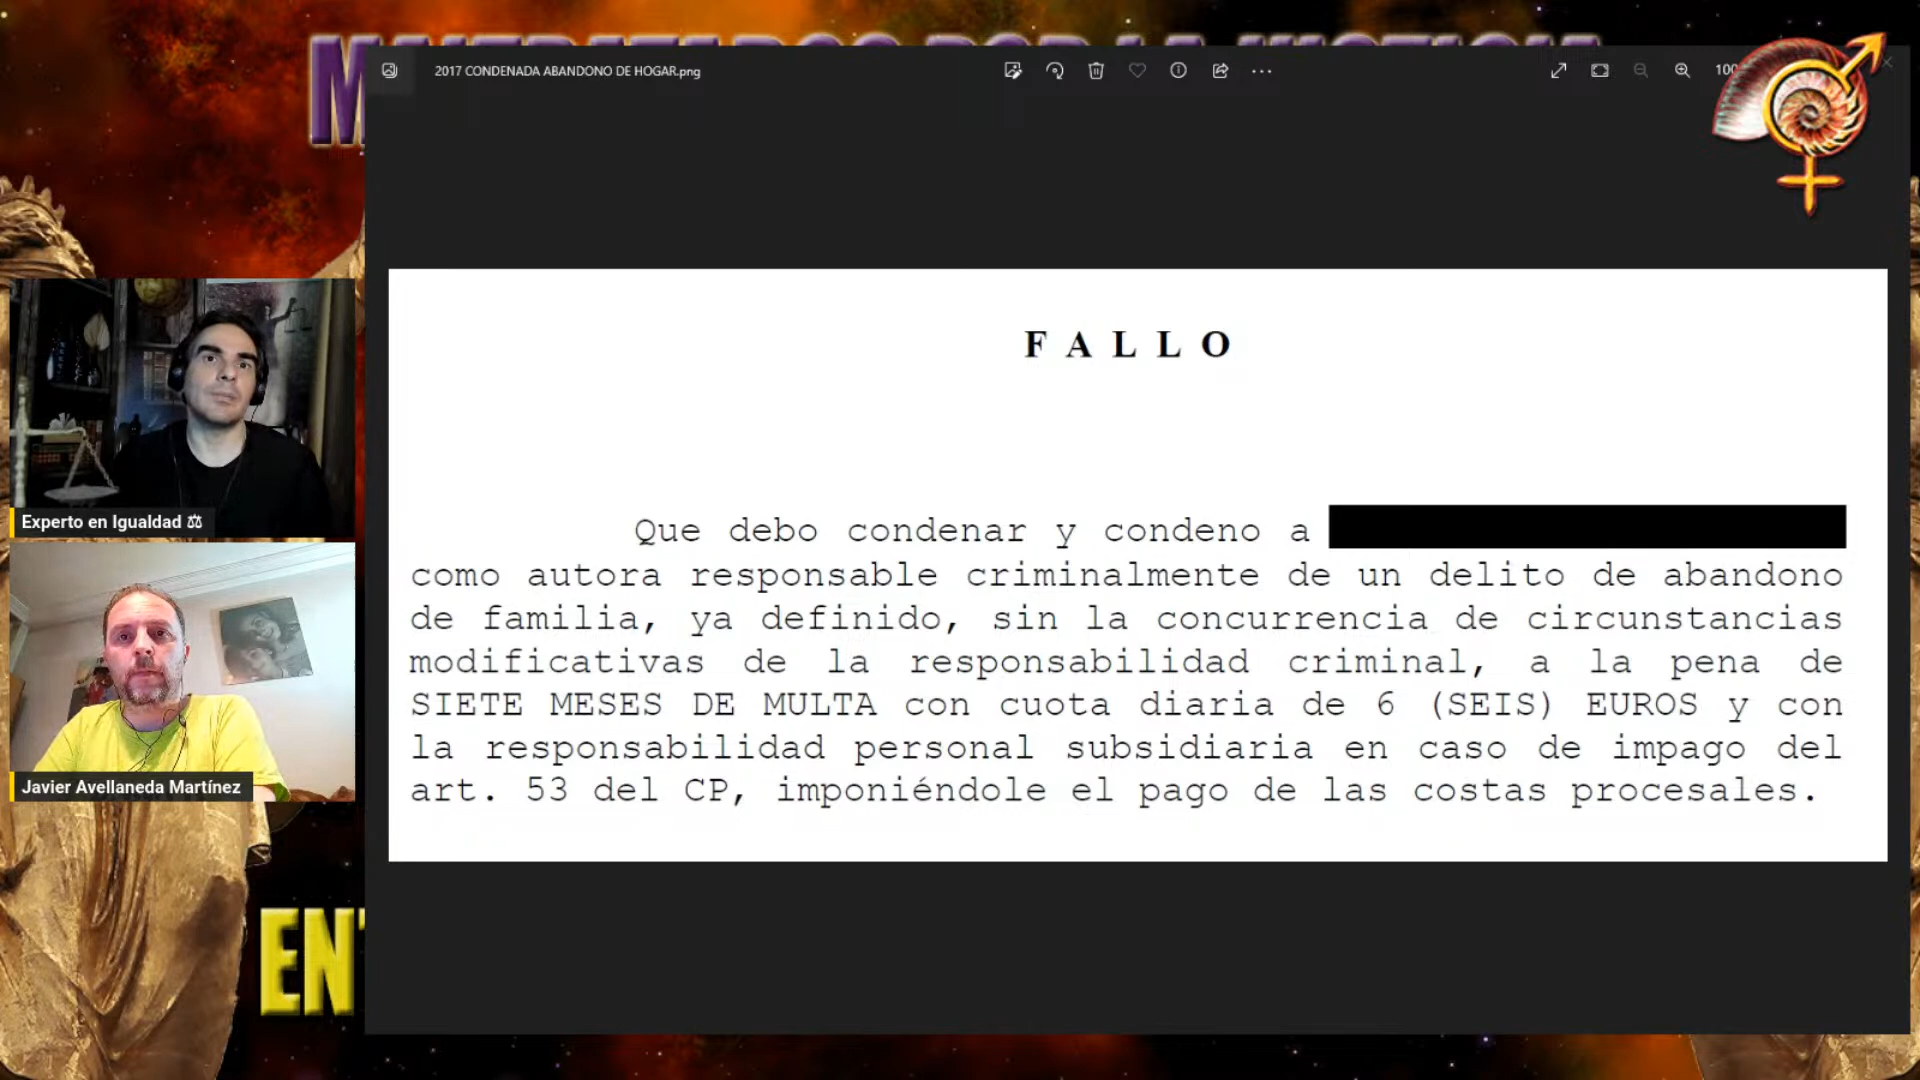 2017 CONDENADA ABANDONO DE HOGAR.png
FALLO
Que debo condenar y condeno a
como autora responsable criminalmente de un delito de abandono
de familia, ya definido, sin la concurrencia de circunstancias
modificativas de la responsabilidad criminal, a la pena de
SIETE MESES DE MULTA con cuota diaria de 6 (SEIS) EUROS y con
la responsabilidad personal subsidiaria en caso de impago del
art. 53 del CP, imponiéndole el pago de las costas procesales.
Experto en Igualdad
Javier Avellaneda Martínez